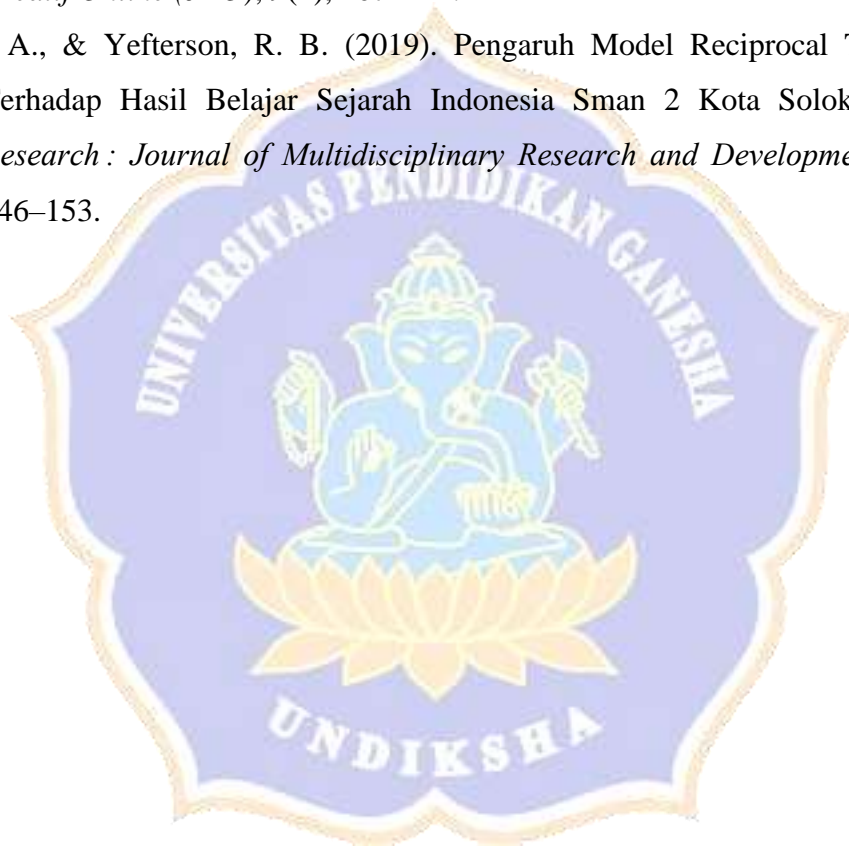 A., & Yefterson, R. B. (2019). Pengaruh Model Reciprocal
erhadap Hasil Belajar Sejarah Indonesia Sman 2 Kota Solok
esearch : Journal of Multidisciplinary Research and Developme
46–153.
UNIVERSITAS PENDIDIKAN GANESHA
UNDIKSHA